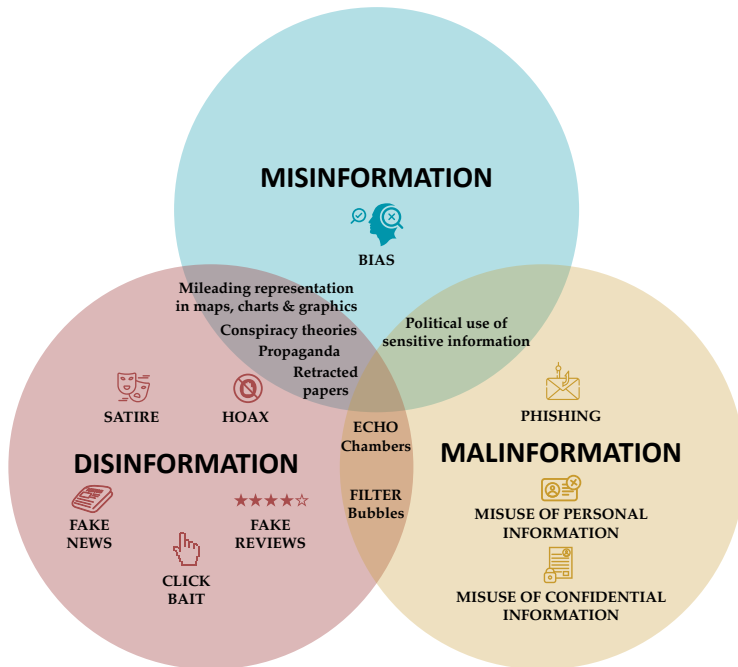 MISINFORMATION
BIAS
Mileading representation
in maps, charts & graphics
Conspiracy theories
Propaganda
Retracted
papers
Political use of
sensitive information
SATIRE
HOAX
ECHO
Chambers
PHISHING
DISINFORMATION
MALINFORMATION
FILTER
Bubbles
FAKE
NEWS
FAKE
REVIEWS
CLICK
BAIT
MISUSE OF PERSONAL
INFORMATION
MISUSE OF CONFIDENTIAL
INFORMATION